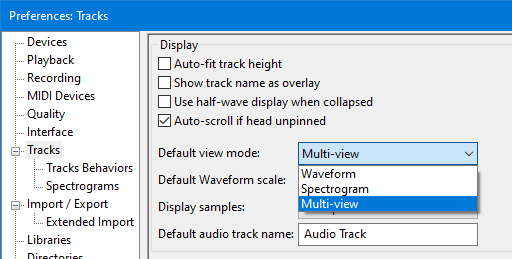 Preferences: Tracks
Devices
Playback
Recording
MIDI Devices
Quality
Interface
Tracks
Tracks Behaviors
Spectrograms
Import / Export
Extended Import
Libraries
Directories
Display
Auto-fit track height
Show track name as overlay
Use half-wave display when collapsed
Auto-scroll if head unpinned
Default view mode: Multi-view
Waveform
Spectrogram
Multi-view
Default Waveform scale:
Display samples:
Default audio track name: Audio Track